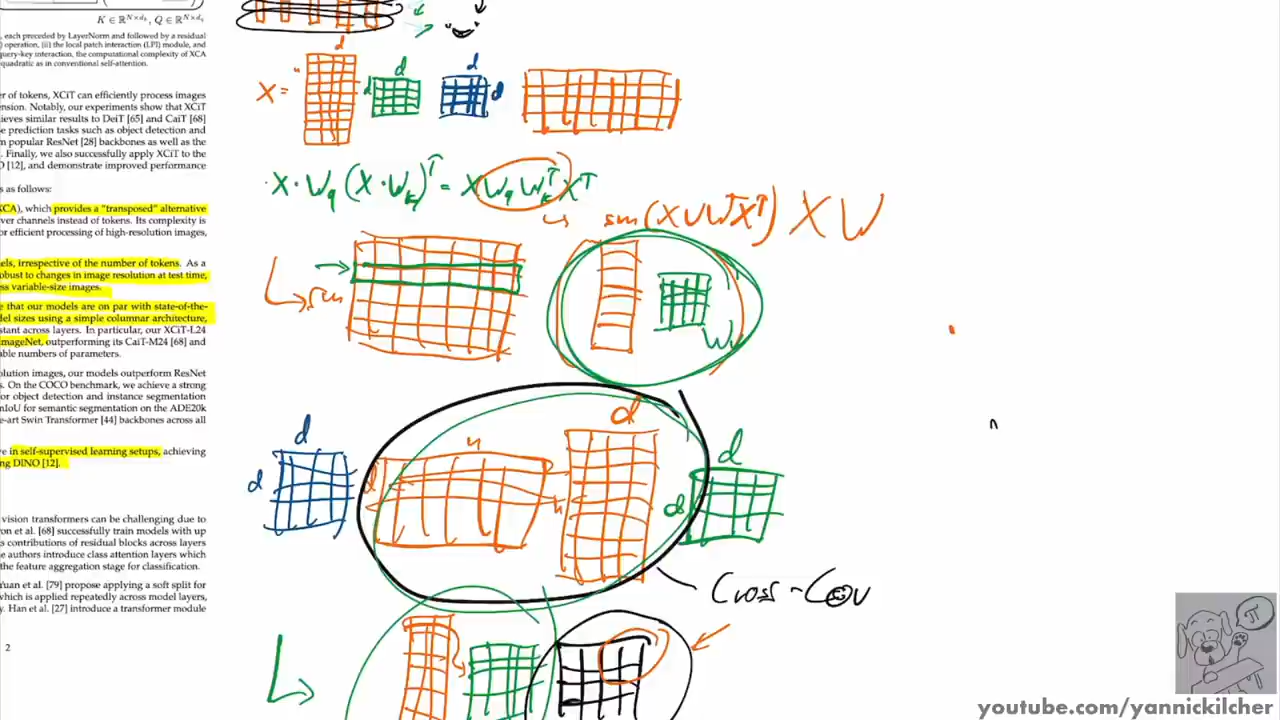 K ∈ ℝ^{N×d_k}, Q ∈ ℝ^{N×d_q}
, each preceded by LayerNorm and followed by a residual
) operation, (ii) the local patch interaction (LPI) module, and
query-key interaction, the computational complexity of XCA
quadratic as in conventional self-attention.
er of tokens, XCiT can efficiently process images
ension. Notably, our experiments show that XCiT
ieves similar results to DeiT [65] and CaiT [68]
e prediction tasks such as object detection and
n popular ResNet [28] backbones as well as the
. Finally, we also successfully apply XCiT to the
O [12], and demonstrate improved performance
s as follows:
XCA), which provides a "transposed" alternative
ver channels instead of tokens. Its complexity is
or efficient processing of high-resolution images,
els, irrespective of the number of tokens. As a
obust to changes in image resolution at test time,
ss variable-size images.
e that our models are on par with state-of-the-
del sizes using a simple columnar architecture,
stant across layers. In particular, our XCiT-L24
ImageNet, outperforming its CaiT-M24 [68] and
able numbers of parameters.
olution images, our models outperform ResNet
s. On the COCO benchmark, we achieve a strong
or object detection and instance segmentation
nIoU for semantic segmentation on the ADE20k
e-art Swin Transformer [44] backbones across all
ve in self-supervised learning setups, achieving
ng DINO [12].
vision transformers can be challenging due to
on et al. [68] successfully train models with up
s contributions of residual blocks across layers
e authors introduce class attention layers which
the feature aggregation stage for classification.
Yuan et al. [79] propose applying a soft split for
which is applied repeatedly across model layers,
y. Han et al. [27] introduce a transformer module
2
d
X =
d
d
d
d
X · W_q (X · W_k)^T = X W_q W_k^T X^T
sm(X W W^T X^T) X W
sm
W
d
d
n
d
d
n
d
d
n
Cross-Cov
π
youtube.com/yannickilcher